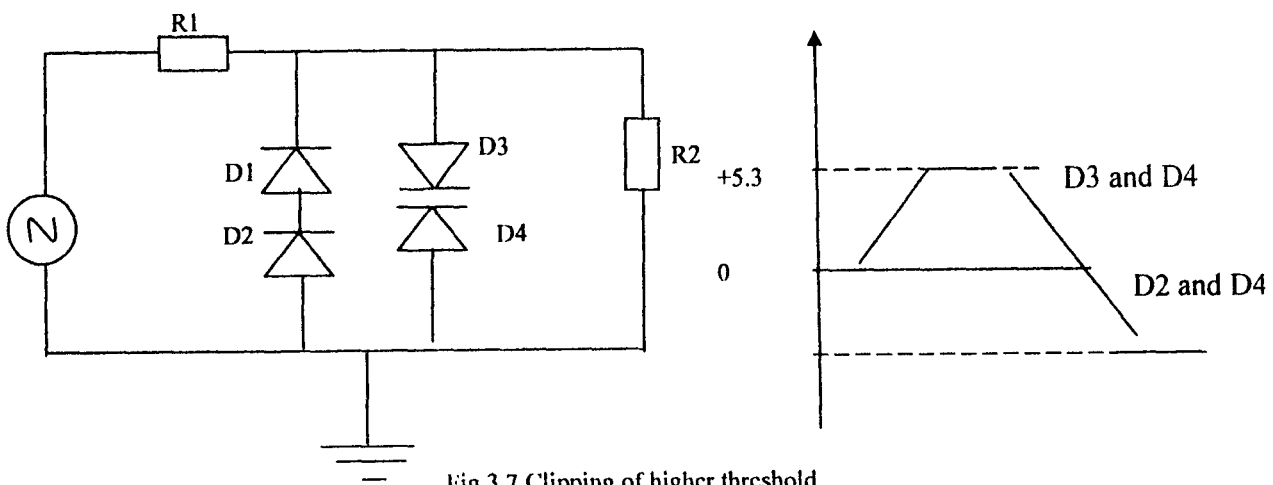 R1
D1
D2
D3
D4
R2
+5.3
0
D3 and D4
D2 and D4
Fig 3.7 Clipping of higher threshold